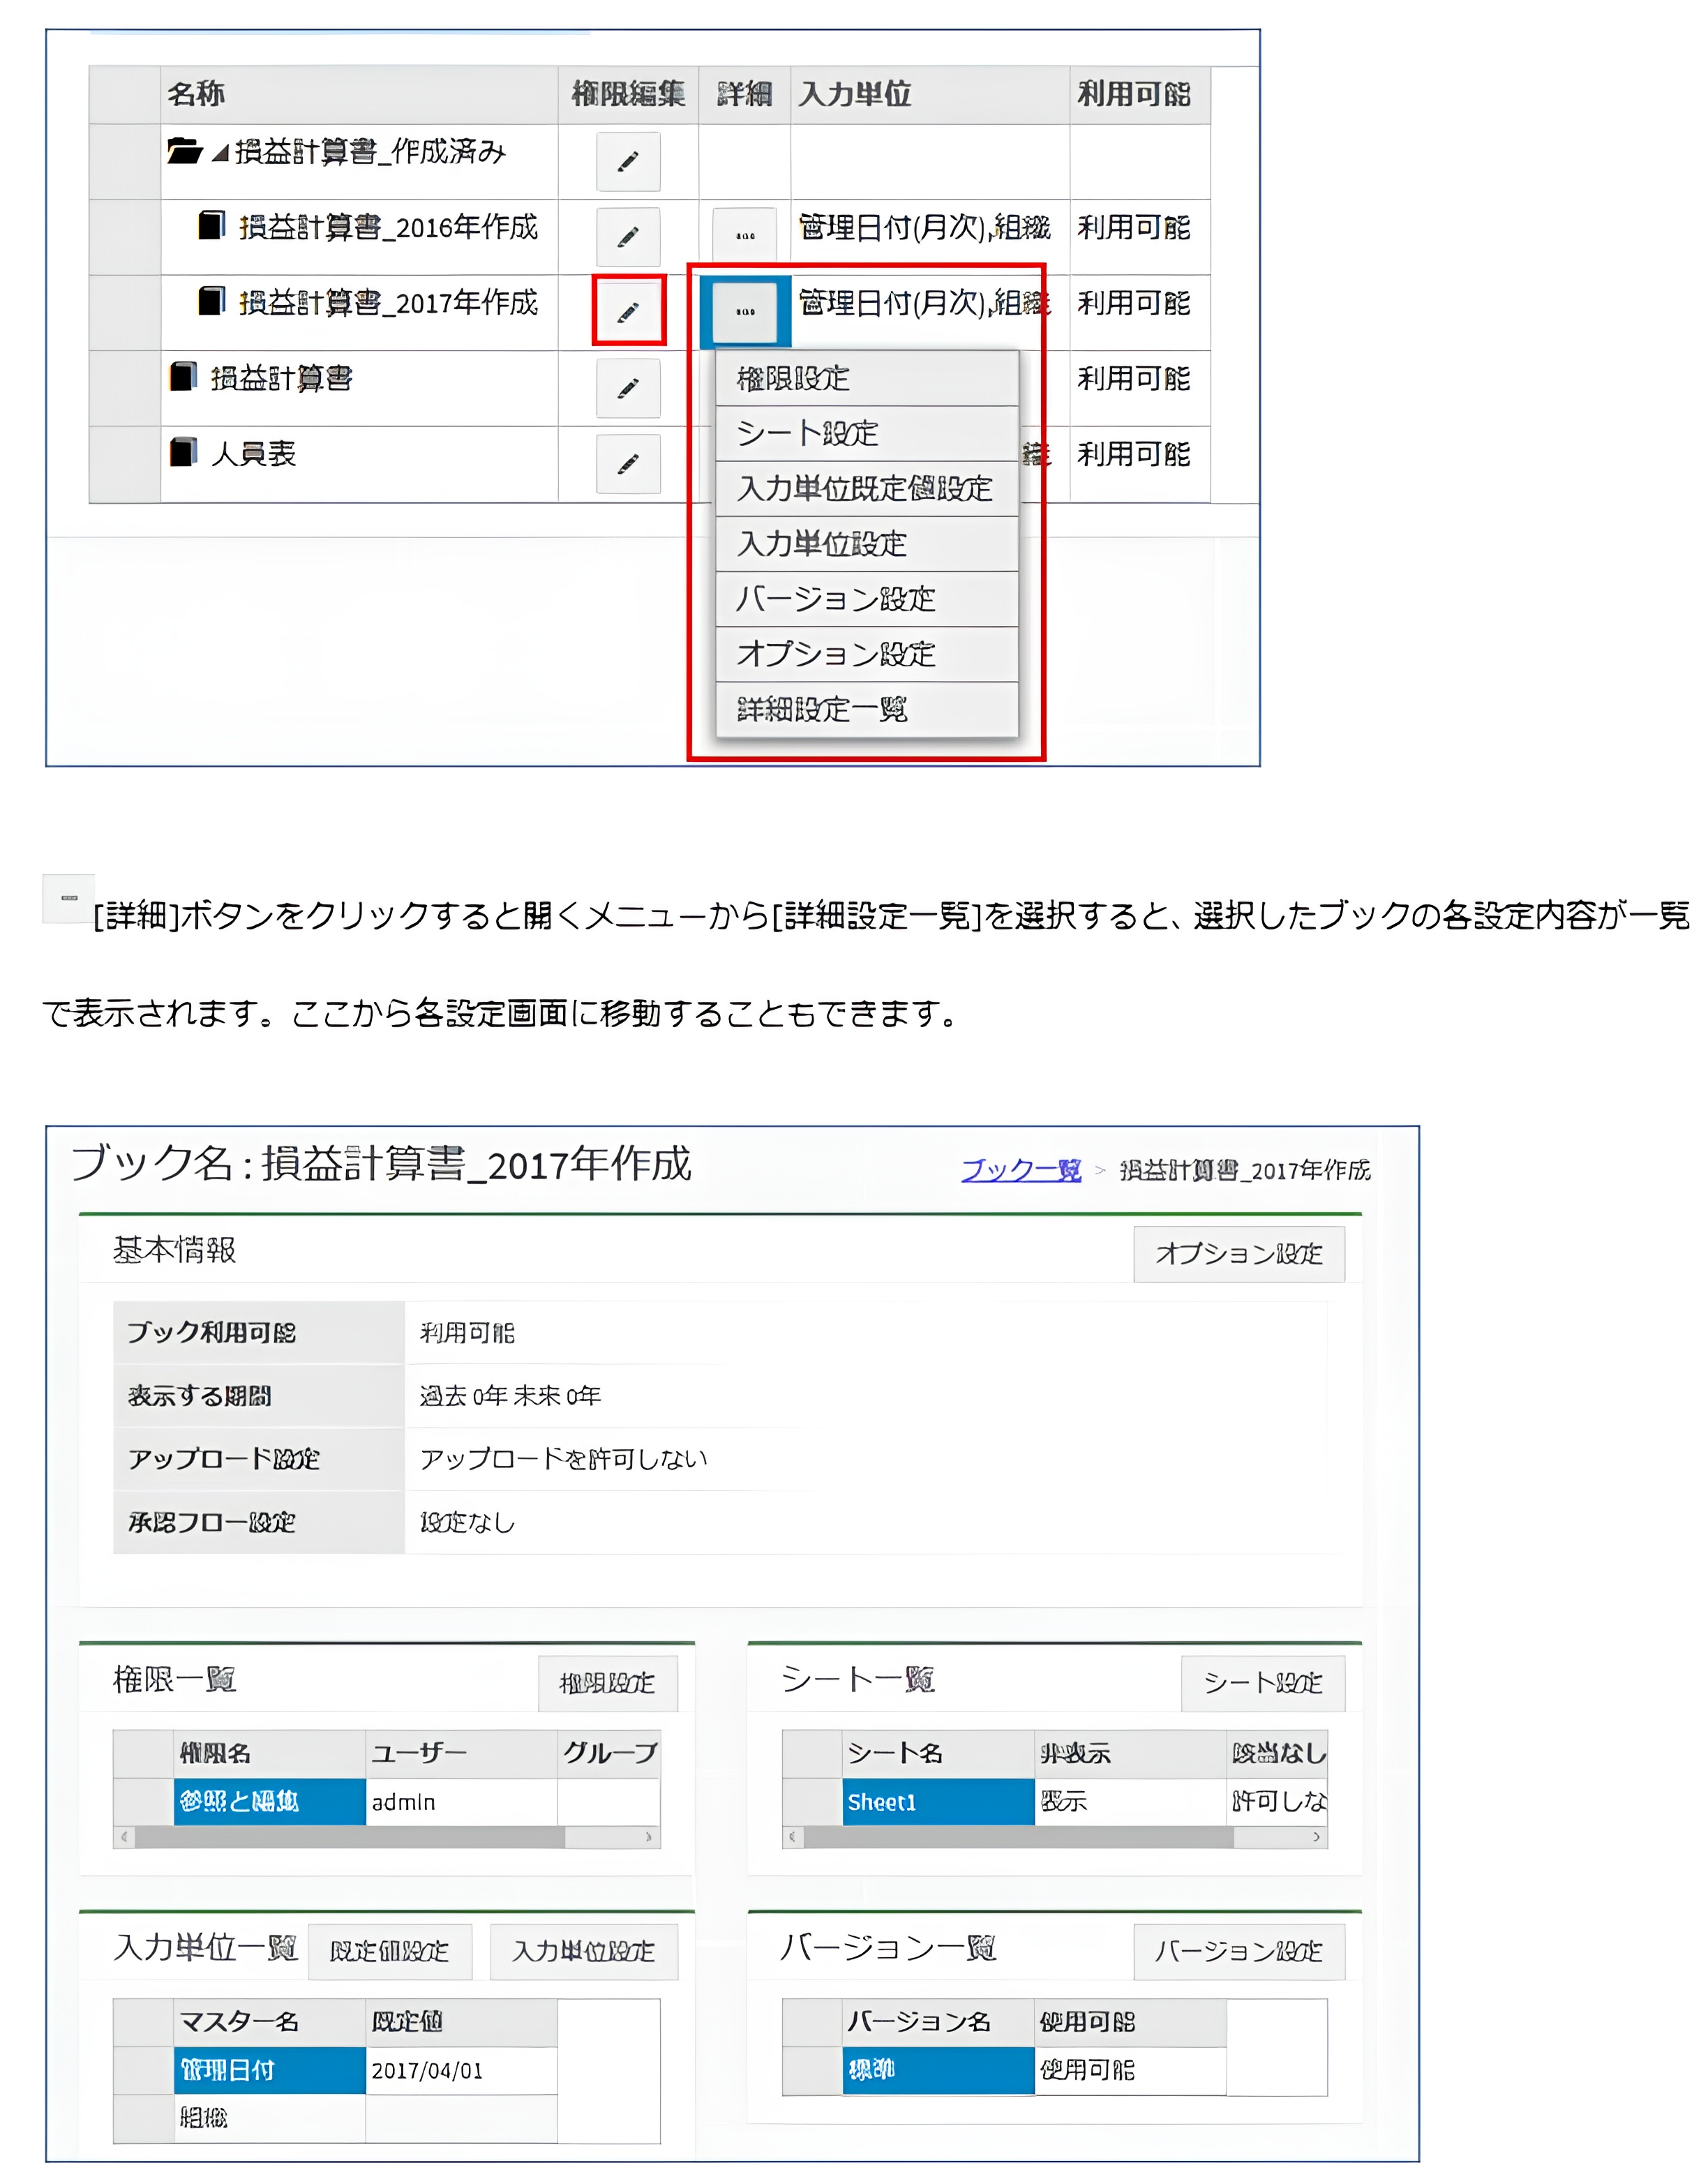 名称 権限編集 詳細 入力単位 利用可能
損益計算書_作成済み
損益計算書_2016年作成 管理日付(月次),組織 利用可能
損益計算書_2017年作成 管理日付(月次),組織 利用可能
損益計算書 利用可能
人員表 織 利用可能
権限設定
シート設定
入力単位既定値設定
入力単位設定
バージョン設定
オプション設定
詳細設定一覧
[詳細]ボタンをクリックすると開くメニューから[詳細設定一覧]を選択すると、選択したブックの各設定内容が一覧
で表示されます。ここから各設定画面に移動することもできます。
ブック名 : 損益計算書_2017年作成 ブック一覧 > 損益計算書_2017年作成
基本情報 オプション設定
ブック利用可能 利用可能
表示する期間 過去 0年 未来 0年
アップロード設定 アップロードを許可しない
承認フロー設定 設定なし
権限一覧 権限設定
権限名 ユーザー グループ
参照と編集 admin
シート一覧 シート設定
シート名 非表示 該当なし
Sheet1 表示 許可しな
入力単位一覧 既定値設定 入力単位設定
マスター名 既定値
管理日付 2017/04/01
組織
バージョン一覧 バージョン設定
バージョン名 使用可能
標準 使用可能